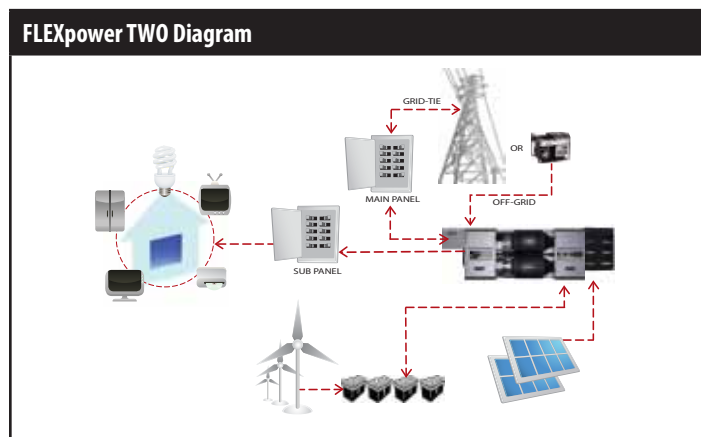 FLEXpower TWO Diagram
GRID-TIE
OR
MAIN PANEL
OFF-GRID
SUB PANEL